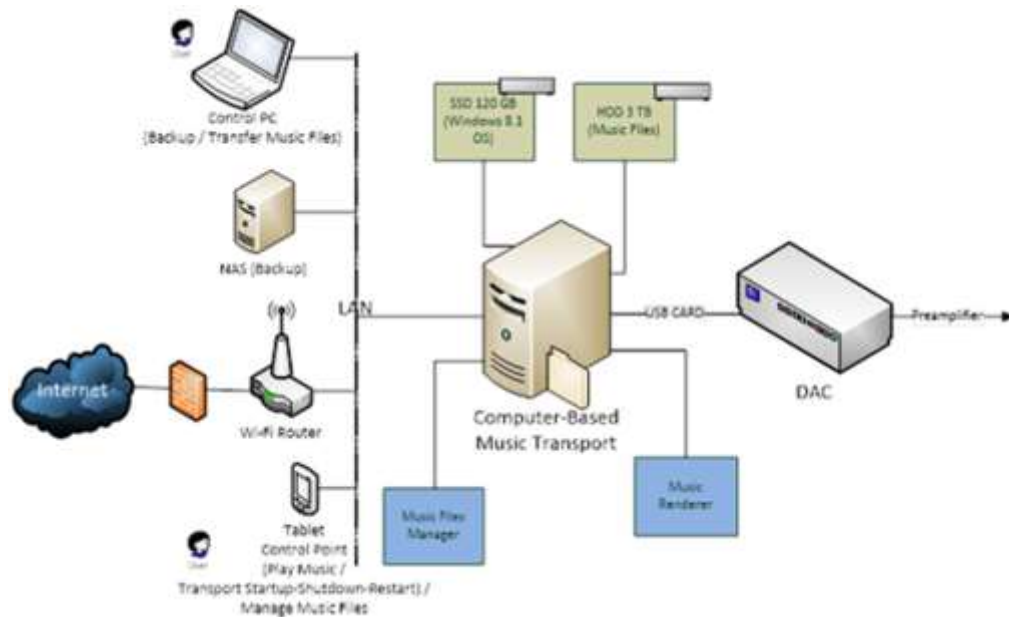 User
Control PC
(Backup / Transfer Music Files)
NAS (Backup)
LAN
Internet
Wi-Fi Router
Tablet
Control Point
(Play Music /
Transport Startup-Shutdown-Restart) /
Manage Music Files
User
SSD 120 GB
(Windows 8.1
OS)
HDD 3 TB
(Music Files)
USB CARD
Preamplifier
DAC
Computer-Based
Music Transport
Music Files
Manager
Music
Renderer